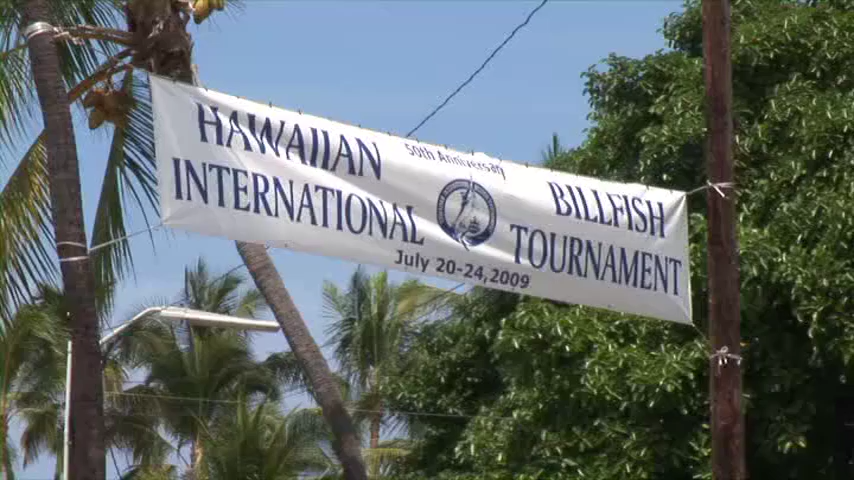 50th Anniversary
HAWAIIAN BILLFISH
INTERNATIONAL TOURNAMENT
July 20-24,2009